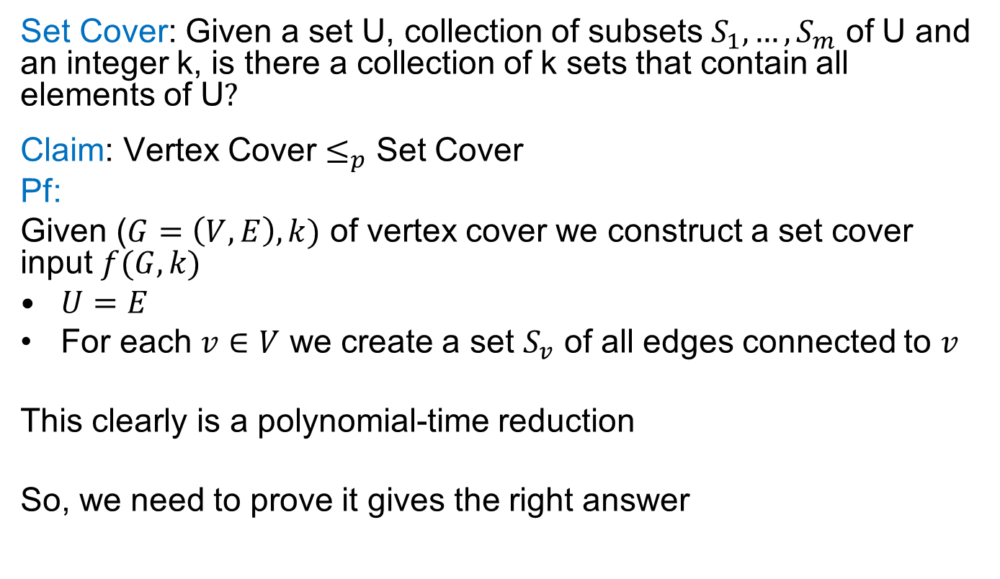 Set Cover: Given a set U, collection of subsets $S_1, \ldots, S_m$ of U and
an integer k, is there a collection of k sets that contain all
elements of U?
Claim: Vertex Cover $\leq_p$ Set Cover
Pf:
Given $(G = (V, E), k)$ of vertex cover we construct a set cover
input $f(G, k)$
• $U = E$
• For each $v \in V$ we create a set $S_v$ of all edges connected to $v$
This clearly is a polynomial-time reduction
So, we need to prove it gives the right answer